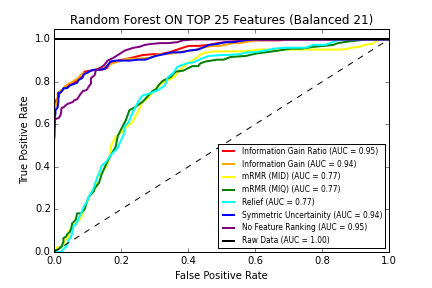 Random Forest ON TOP 25 Features (Balanced 21)
1.0
0.8
0.6
0.4
0.2
0.0
True Positive Rate
Information Gain Ratio (AUC = 0.95)
Information Gain (AUC = 0.94)
mRMR (MID) (AUC = 0.77)
mRMR (MIQ) (AUC = 0.77)
Relief (AUC = 0.77)
Symmetric Uncertainity (AUC = 0.94)
No Feature Ranking (AUC = 0.95)
Raw Data (AUC = 1.00)
0.0 0.2 0.4 0.6 0.8 1.0
False Positive Rate